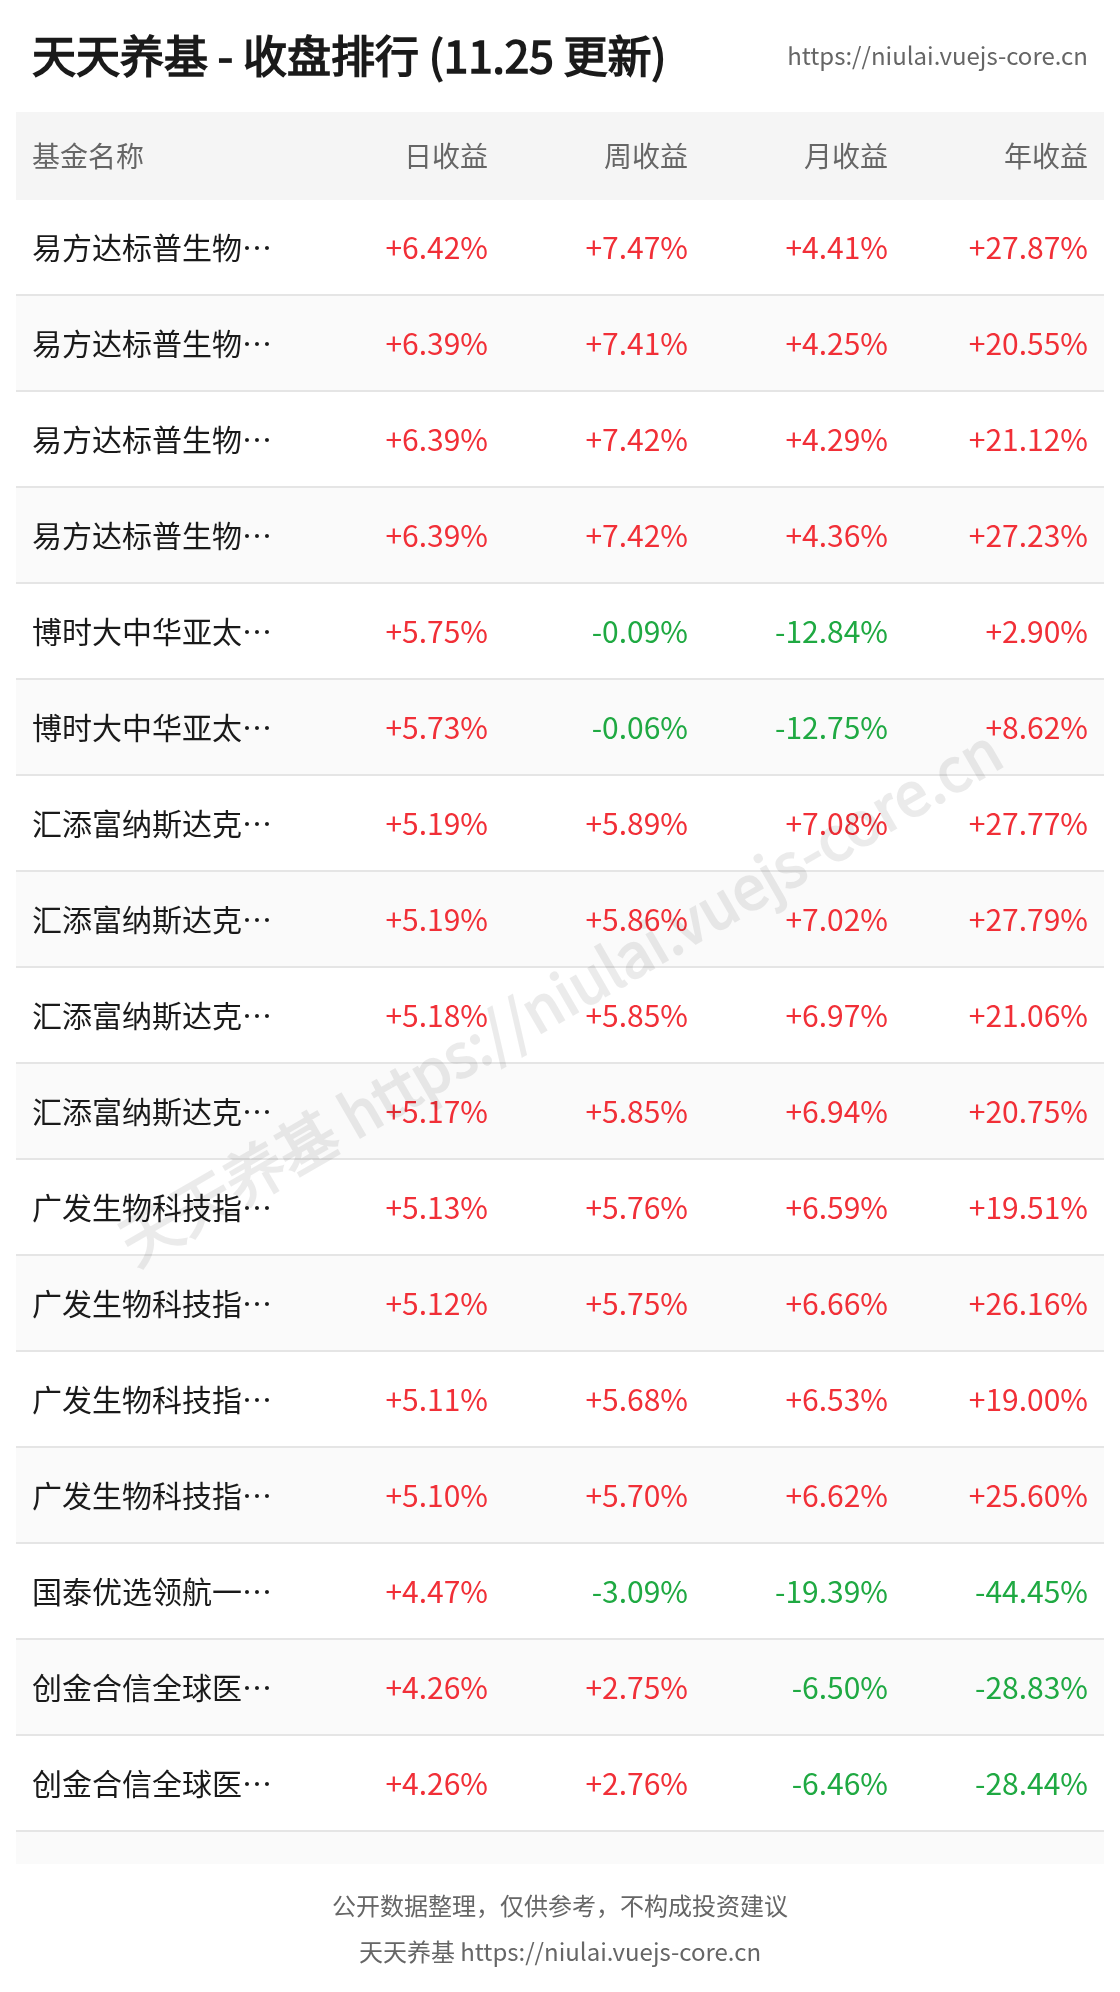 天天养基 - 收盘排行 (11.25 更新) https://niulai.vuejs-core.cn
基金名称 日收益 周收益 月收益 年收益
易方达标普生物··· +6.42% +7.47% +4.41% +27.87%
易方达标普生物··· +6.39% +7.41% +4.25% +20.55%
易方达标普生物··· +6.39% +7.42% +4.29% +21.12%
易方达标普生物··· +6.39% +7.42% +4.36% +27.23%
博时大中华亚太··· +5.75% -0.09% -12.84% +2.90%
博时大中华亚太··· +5.73% -0.06% -12.75% +8.62%
汇添富纳斯达克··· +5.19% +5.89% +7.08% +27.77%
汇添富纳斯达克··· +5.19% +5.86% +7.02% +27.79%
汇添富纳斯达克··· +5.18% +5.85% +6.97% +21.06%
汇添富纳斯达克··· +5.17% +5.85% +6.94% +20.75%
广发生物科技指··· +5.13% +5.76% +6.59% +19.51%
广发生物科技指··· +5.12% +5.75% +6.66% +26.16%
广发生物科技指··· +5.11% +5.68% +6.53% +19.00%
广发生物科技指··· +5.10% +5.70% +6.62% +25.60%
国泰优选领航一··· +4.47% -3.09% -19.39% -44.45%
创金合信全球医··· +4.26% +2.75% -6.50% -28.83%
创金合信全球医··· +4.26% +2.76% -6.46% -28.44%
天天养基 https://niulai.vuejs-core.cn
公开数据整理，仅供参考，不构成投资建议
天天养基 https://niulai.vuejs-core.cn